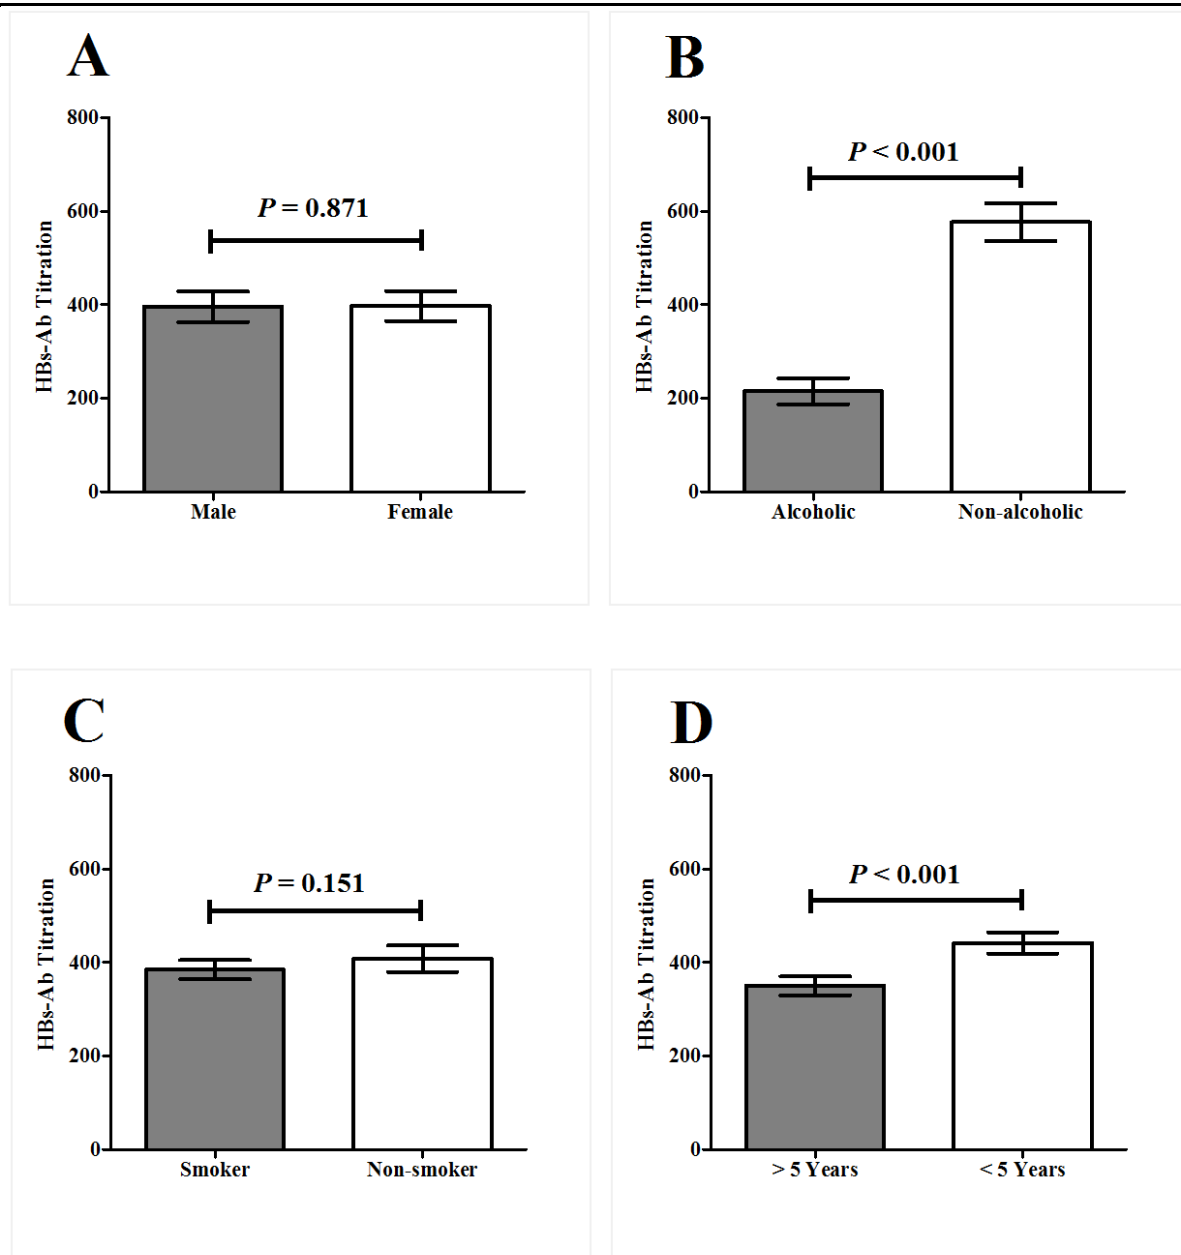 A
HBs-Ab Titration
800
600
400
200
0
P = 0.871
Male Female
B
HBs-Ab Titration
800
600
400
200
0
P < 0.001
Alcoholic Non-alcoholic
C
HBs-Ab Titration
800
600
400
200
0
P = 0.151
Smoker Non-smoker
D
HBs-Ab Titration
800
600
400
200
0
P < 0.001
> 5 Years < 5 Years